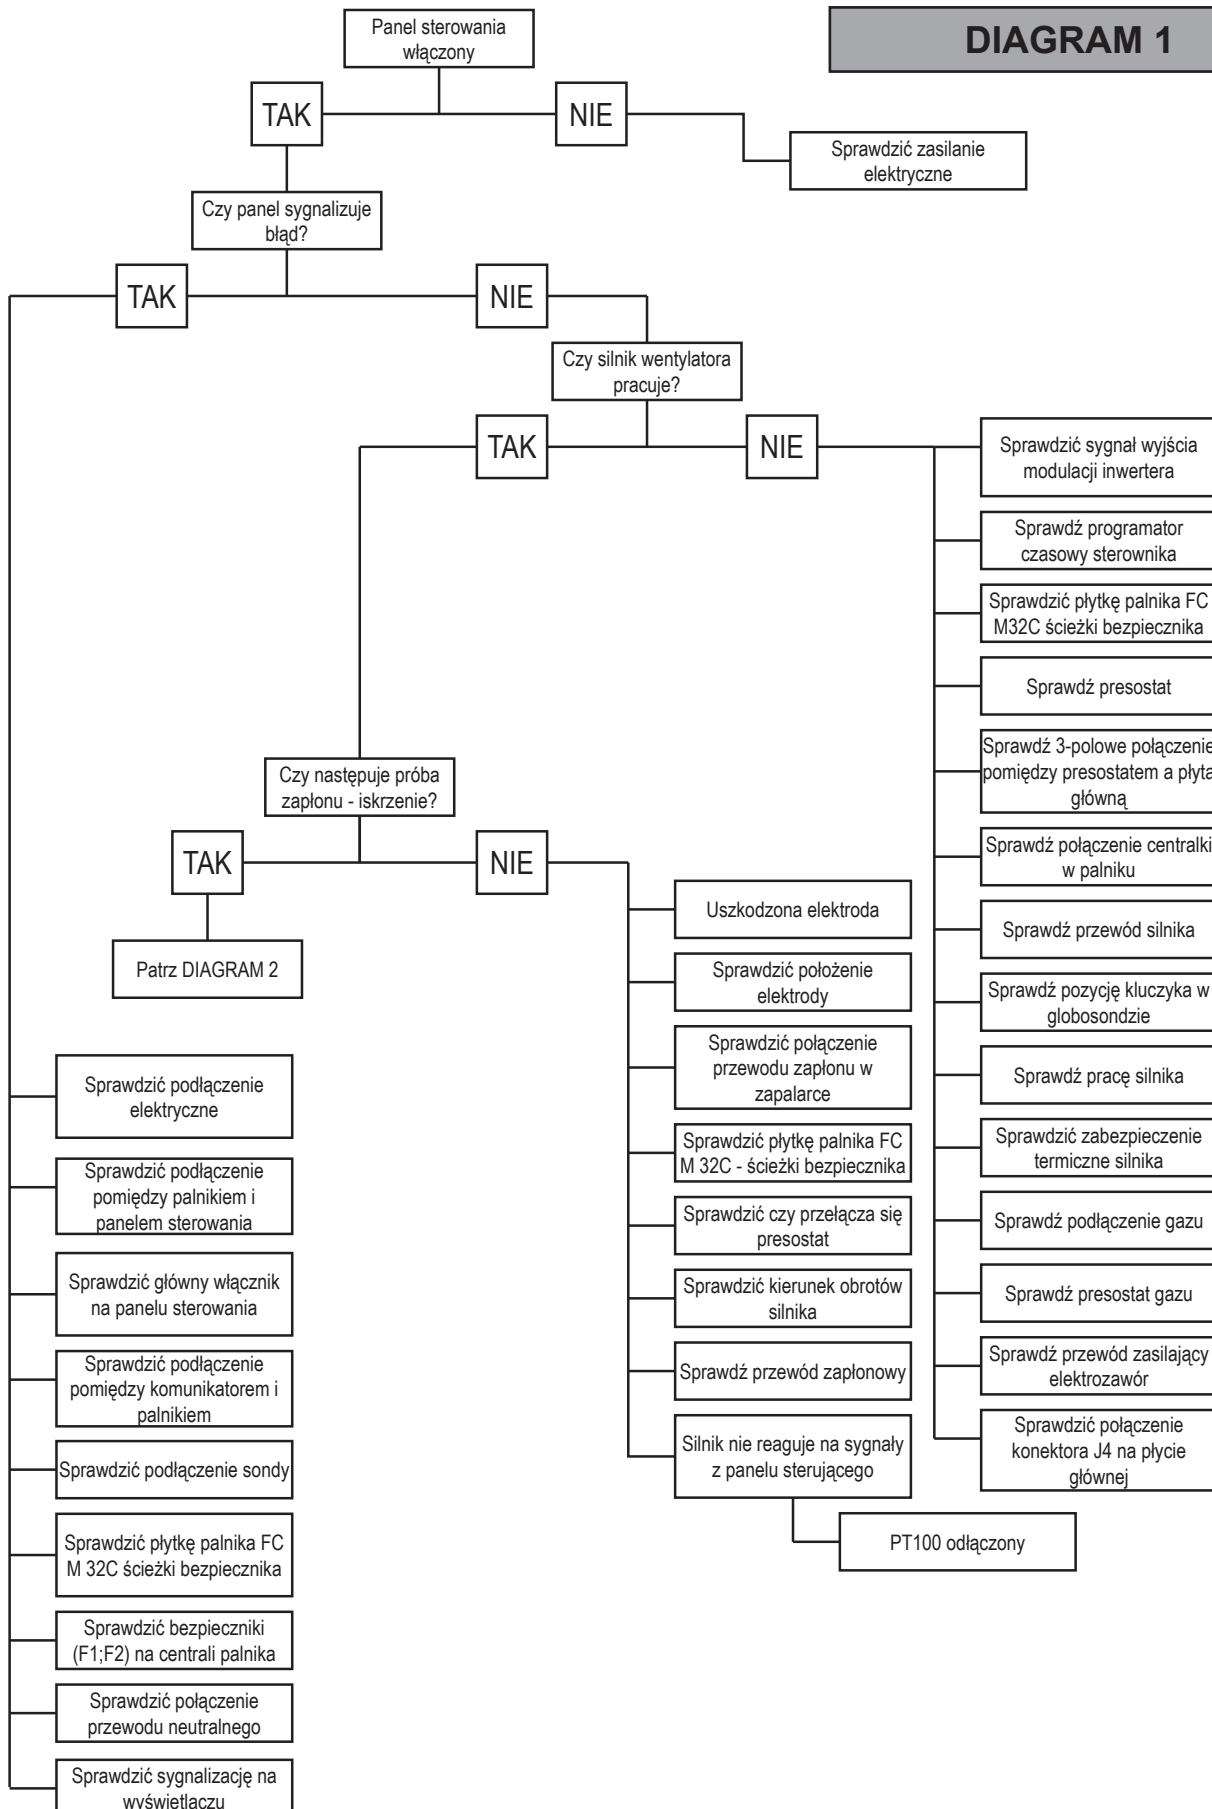 DIAGRAM 1
Panel sterowania
włączony
TAK
NIE
Sprawdzić zasilanie
elektryczne
Czy panel sygnalizuje
błąd?
TAK
NIE
Czy silnik wentylatora
pracuje?
TAK
NIE
Czy następuje próba
zapłonu - iskrzenie?
TAK
NIE
Patrz DIAGRAM 2
Sprawdzić podłączenie
elektryczne
Sprawdzić podłączenie
pomiędzy palnikiem i
panelem sterowania
Sprawdzić główny włącznik
na panelu sterowania
Sprawdzić podłączenie
pomiędzy komunikatorem i
palnikiem
Sprawdzić podłączenie sondy
Sprawdzić płytkę palnika FC
M 32C ścieżki bezpiecznika
Sprawdzić bezpieczniki
(F1;F2) na centrali palnika
Sprawdzić połączenie
przewodu neutralnego
Sprawdzić sygnalizację na
wyświetlaczu
Uszkodzona elektroda
Sprawdzić położenie
elektrody
Sprawdzić połączenie
przewodu zapłonu w
zapalarce
Sprawdzić płytkę palnika FC
M 32C - ścieżki bezpiecznika
Sprawdzić czy przełącza się
presostat
Sprawdzić kierunek obrotów
silnika
Sprawdź przewód zapłonowy
Silnik nie reaguje na sygnały
z panelu sterującego
PT100 odłączony
Sprawdzić sygnał wyjścia
modulacji inwertera
Sprawdź programator
czasowy sterownika
Sprawdzić płytkę palnika FC
M32C ścieżki bezpiecznika
Sprawdź presostat
Sprawdź 3-polowe połączenie
pomiędzy presostatem a płyta
główną
Sprawdź połączenie centralki
w palniku
Sprawdź przewód silnika
Sprawdź pozycję kluczyka w
globosondzie
Sprawdź pracę silnika
Sprawdzić zabezpieczenie
termiczne silnika
Sprawdź podłączenie gazu
Sprawdź presostat gazu
Sprawdź przewód zasilający
elektrozawór
Sprawdzić połączenie
konektora J4 na płycie
głównej